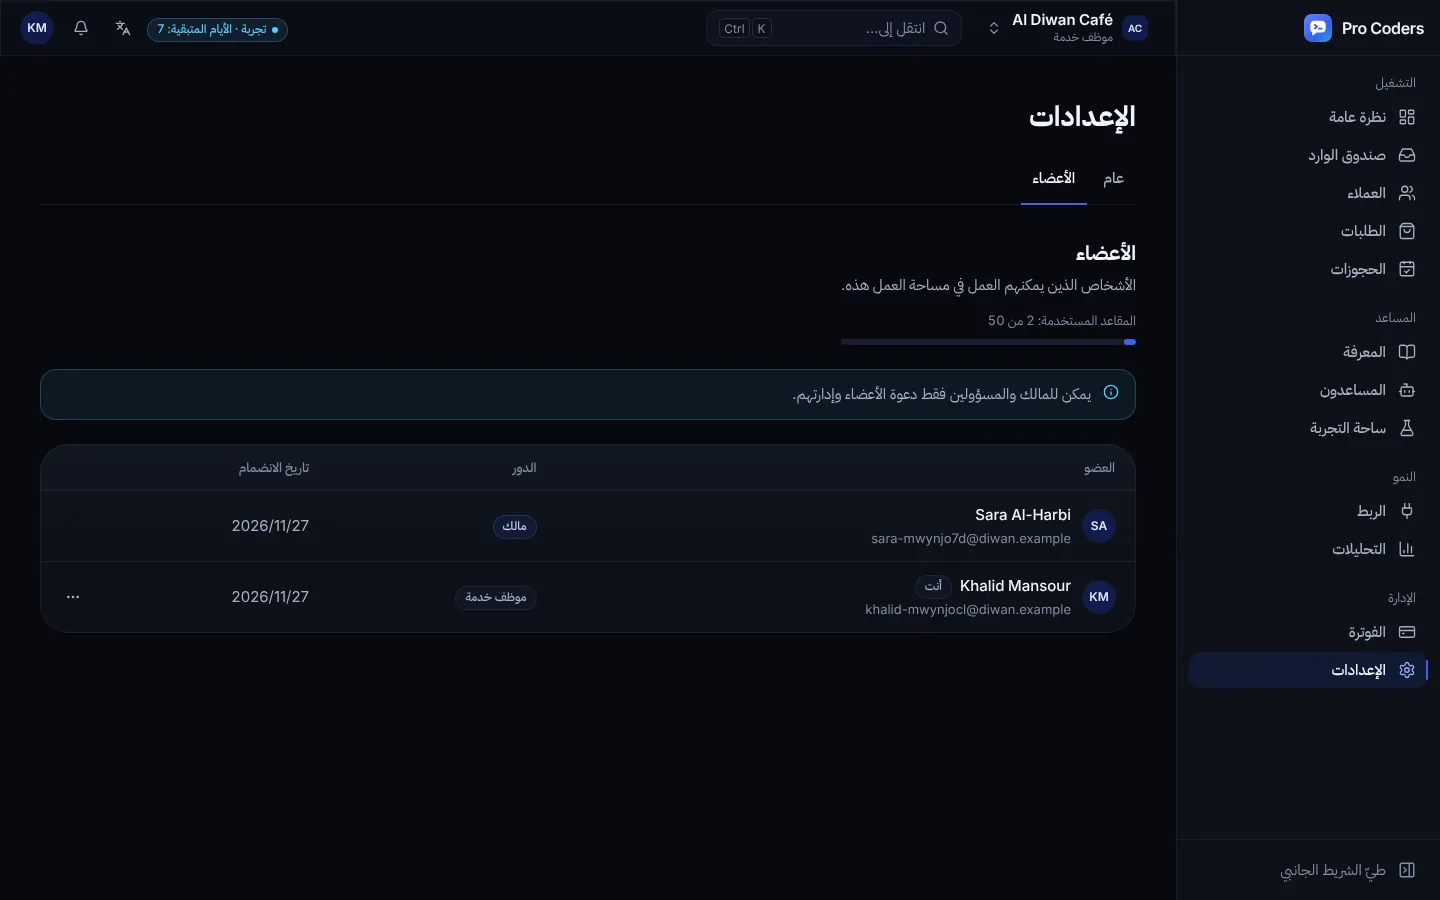 Pro Coders
التشغيل
نظرة عامة
صندوق الوارد
العملاء
الطلبات
الحجوزات
المساعد
المعرفة
المساعدون
ساحة التجربة
النمو
الربط
التحليلات
الإدارة
الفوترة
الإعدادات
طيّ الشريط الجانبي
AC
Al Diwan Café
موظف خدمة
انتقل إلى...
Ctrl K
تجربة · الأيام المتبقية: 7
KM
الإعدادات
عام
الأعضاء
الأعضاء
الأشخاص الذين يمكنهم العمل في مساحة العمل هذه.
المقاعد المستخدمة: 2 من 50
يمكن للمالك والمسؤولين فقط دعوة الأعضاء وإدارتهم.
العضو الدور تاريخ الانضمام
SA
Sara Al-Harbi
sara-mwynjo7d@diwan.example
مالك
2026/11/27
KM
Khalid Mansour أنت
khalid-mwynjocl@diwan.example
موظف خدمة
2026/11/27